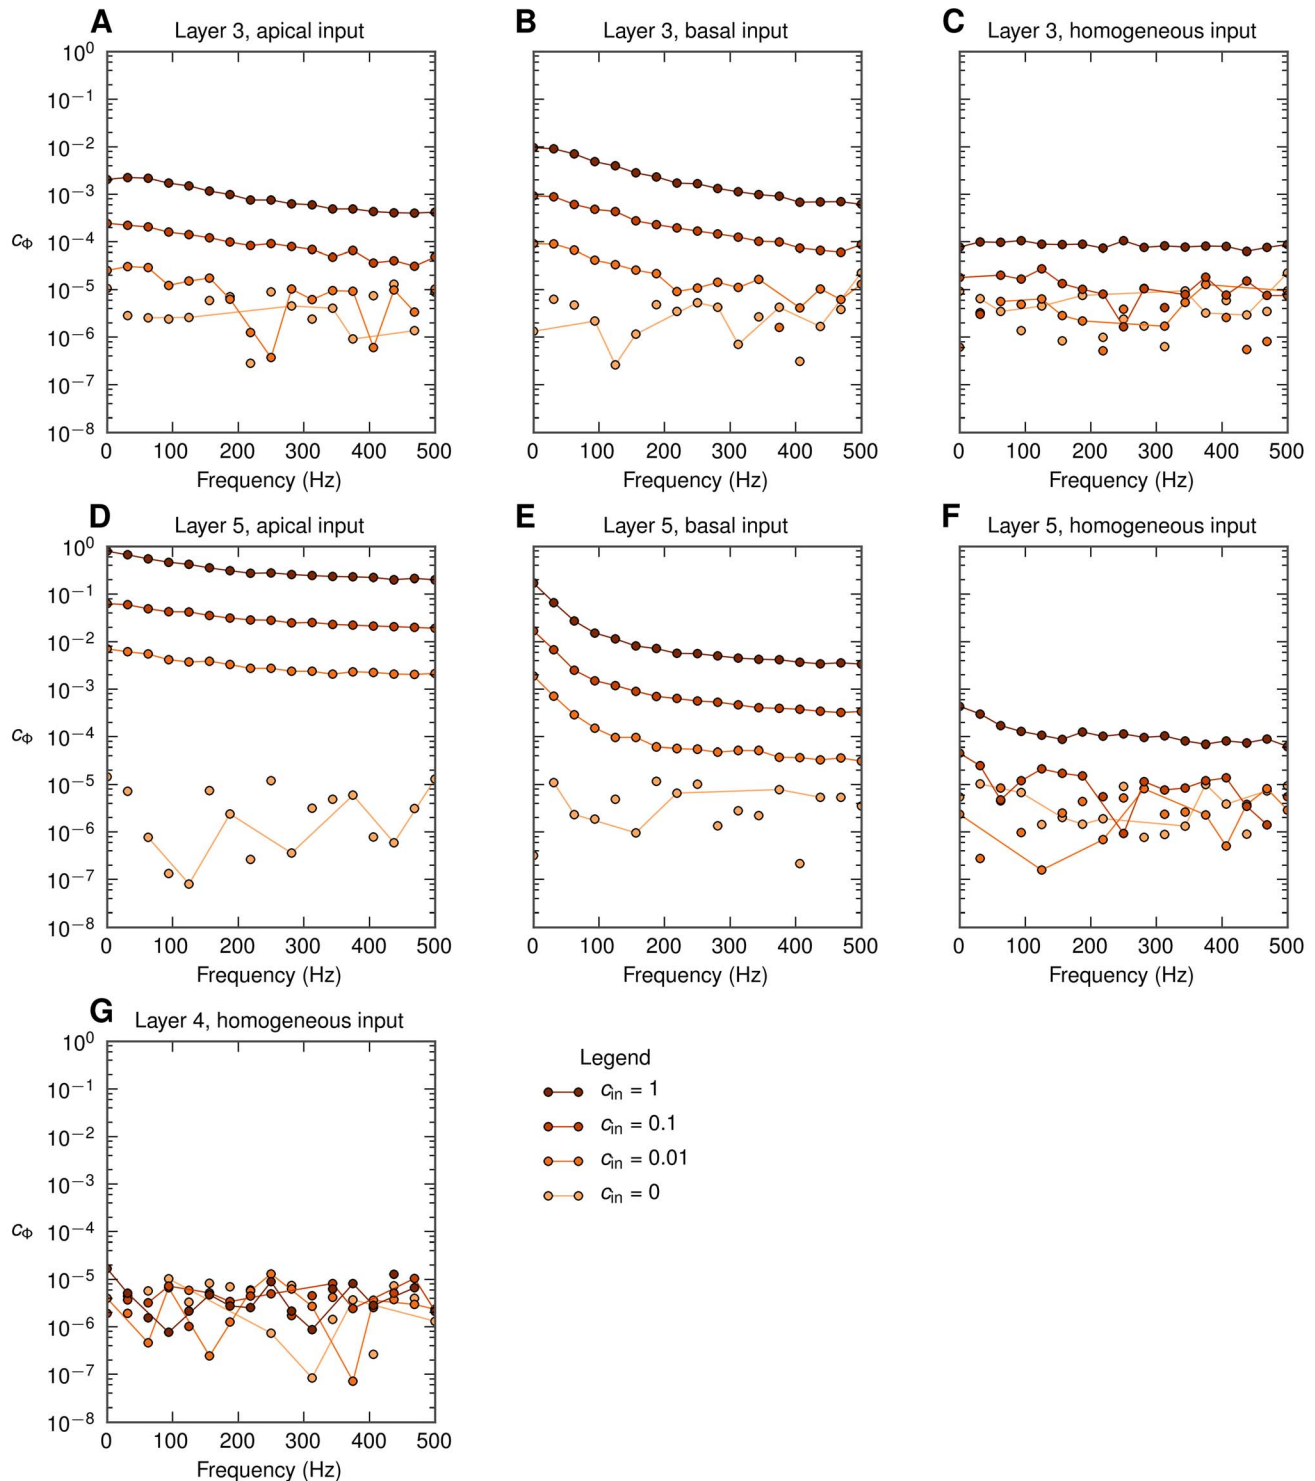 A Layer 3, apical input
B Layer 3, basal input
C Layer 3, homogeneous input
10⁰
10⁻¹
10⁻²
10⁻³
10⁻⁴
10⁻⁵
10⁻⁶
10⁻⁷
10⁻⁸
cΦ
0 100 200 300 400 500
Frequency (Hz)
0 100 200 300 400 500
Frequency (Hz)
0 100 200 300 400 500
Frequency (Hz)
D Layer 5, apical input
E Layer 5, basal input
F Layer 5, homogeneous input
10⁰
10⁻¹
10⁻²
10⁻³
10⁻⁴
10⁻⁵
10⁻⁶
10⁻⁷
10⁻⁸
cΦ
0 100 200 300 400 500
Frequency (Hz)
0 100 200 300 400 500
Frequency (Hz)
0 100 200 300 400 500
Frequency (Hz)
G Layer 4, homogeneous input
10⁰
10⁻¹
10⁻²
10⁻³
10⁻⁴
10⁻⁵
10⁻⁶
10⁻⁷
10⁻⁸
cΦ
0 100 200 300 400 500
Frequency (Hz)
Legend
cin = 1
cin = 0.1
cin = 0.01
cin = 0